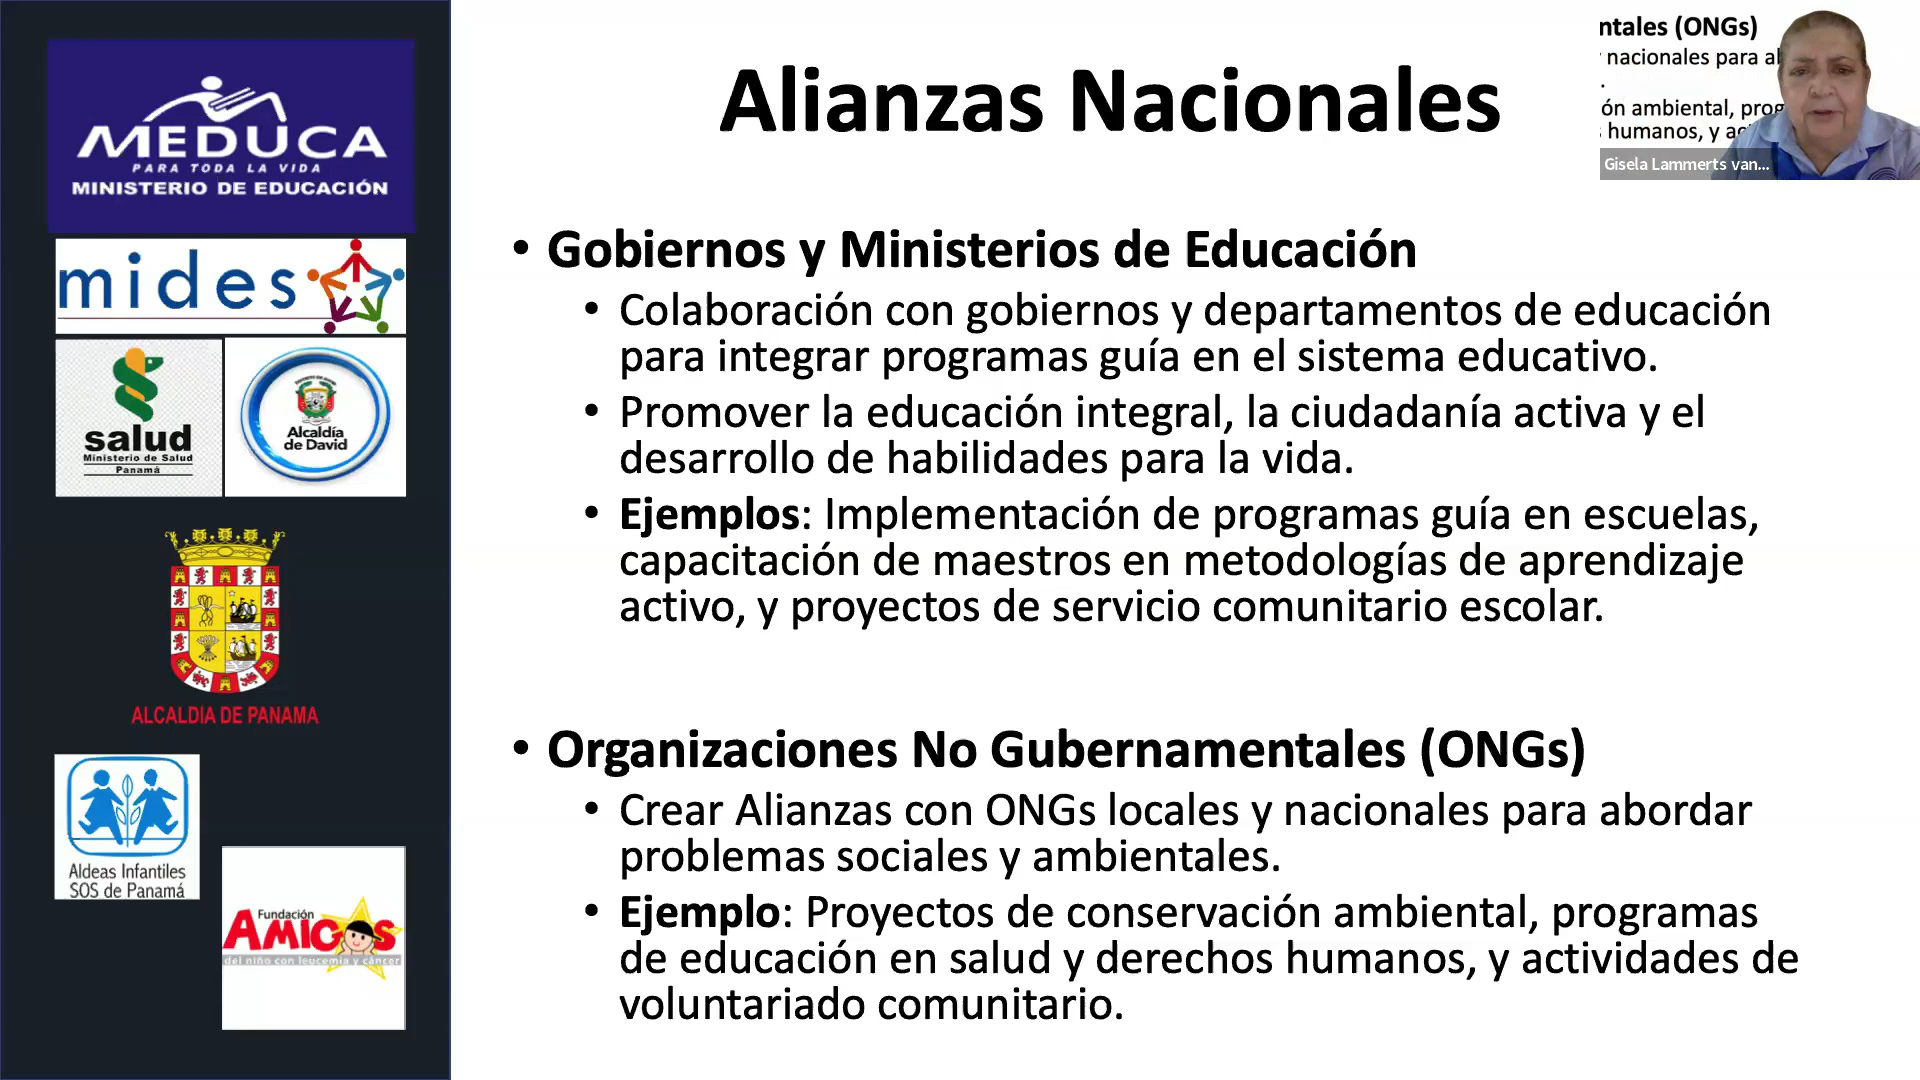 MEDUCA
PARA TODA LA VIDA
MINISTERIO DE EDUCACIÓN
mides
salud
Ministerio de Salud
Panamá
Alcaldía
de David
ALCALDIA DE PANAMA
Aldeas Infantiles
SOS de Panamá
Fundación
AMIGOS
del niño con leucemia y cáncer
Alianzas Nacionales
• Gobiernos y Ministerios de Educación
• Colaboración con gobiernos y departamentos de educación
para integrar programas guía en el sistema educativo.
• Promover la educación integral, la ciudadanía activa y el
desarrollo de habilidades para la vida.
• Ejemplos: Implementación de programas guía en escuelas,
capacitación de maestros en metodologías de aprendizaje
activo, y proyectos de servicio comunitario escolar.
• Organizaciones No Gubernamentales (ONGs)
• Crear Alianzas con ONGs locales y nacionales para abordar
problemas sociales y ambientales.
• Ejemplo: Proyectos de conservación ambiental, programas
de educación en salud y derechos humanos, y actividades de
voluntariado comunitario.
ntales (ONGs)
nacionales para al
.
ón ambiental, prog
humanos, y ac
Gisela Lammerts van...